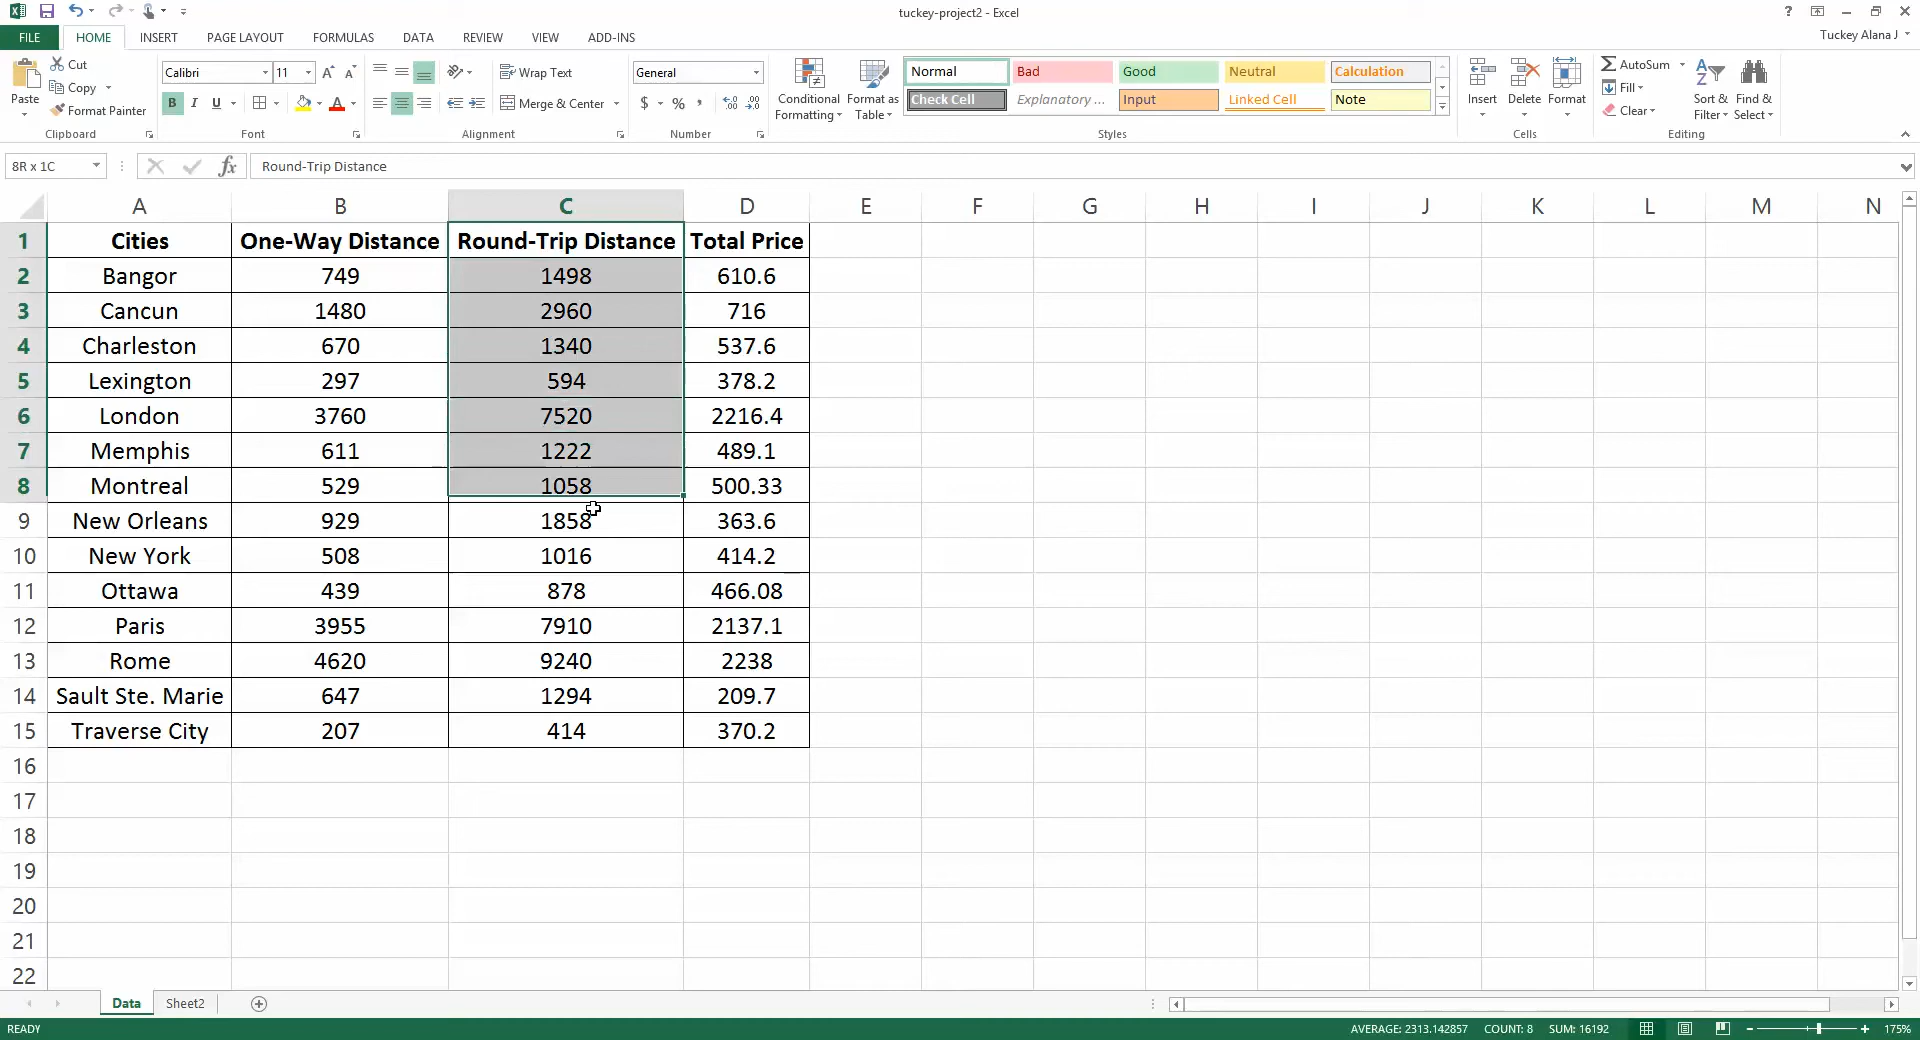 tuckey-project2 - Excel
FILE HOME INSERT PAGE LAYOUT FORMULAS DATA REVIEW VIEW ADD-INS Tuckey Alana J
Paste
Cut
Copy
Format Painter
Clipboard
Calibri 11
B I U
Font
Wrap Text
Merge & Center
Alignment
General
$ %
Number
Conditional Formatting
Format as Table
Normal Bad Good Neutral Calculation
Check Cell Explanatory ... Input Linked Cell Note
Styles
Insert Delete Format
Cells
AutoSum
Fill
Clear
Sort & Filter
Find & Select
Editing
8R x 1C fx Round-Trip Distance
A B C D E F G H I J K L M N
1 Cities One-Way Distance Round-Trip Distance Total Price
2 Bangor 749 1498 610.6
3 Cancun 1480 2960 716
4 Charleston 670 1340 537.6
5 Lexington 297 594 378.2
6 London 3760 7520 2216.4
7 Memphis 611 1222 489.1
8 Montreal 529 1058 500.33
9 New Orleans 929 1858 363.6
10 New York 508 1016 414.2
11 Ottawa 439 878 466.08
12 Paris 3955 7910 2137.1
13 Rome 4620 9240 2238
14 Sault Ste. Marie 647 1294 209.7
15 Traverse City 207 414 370.2
16
17
18
19
20
21
22
Data Sheet2
READY AVERAGE: 2313.142857 COUNT: 8 SUM: 16192 175%